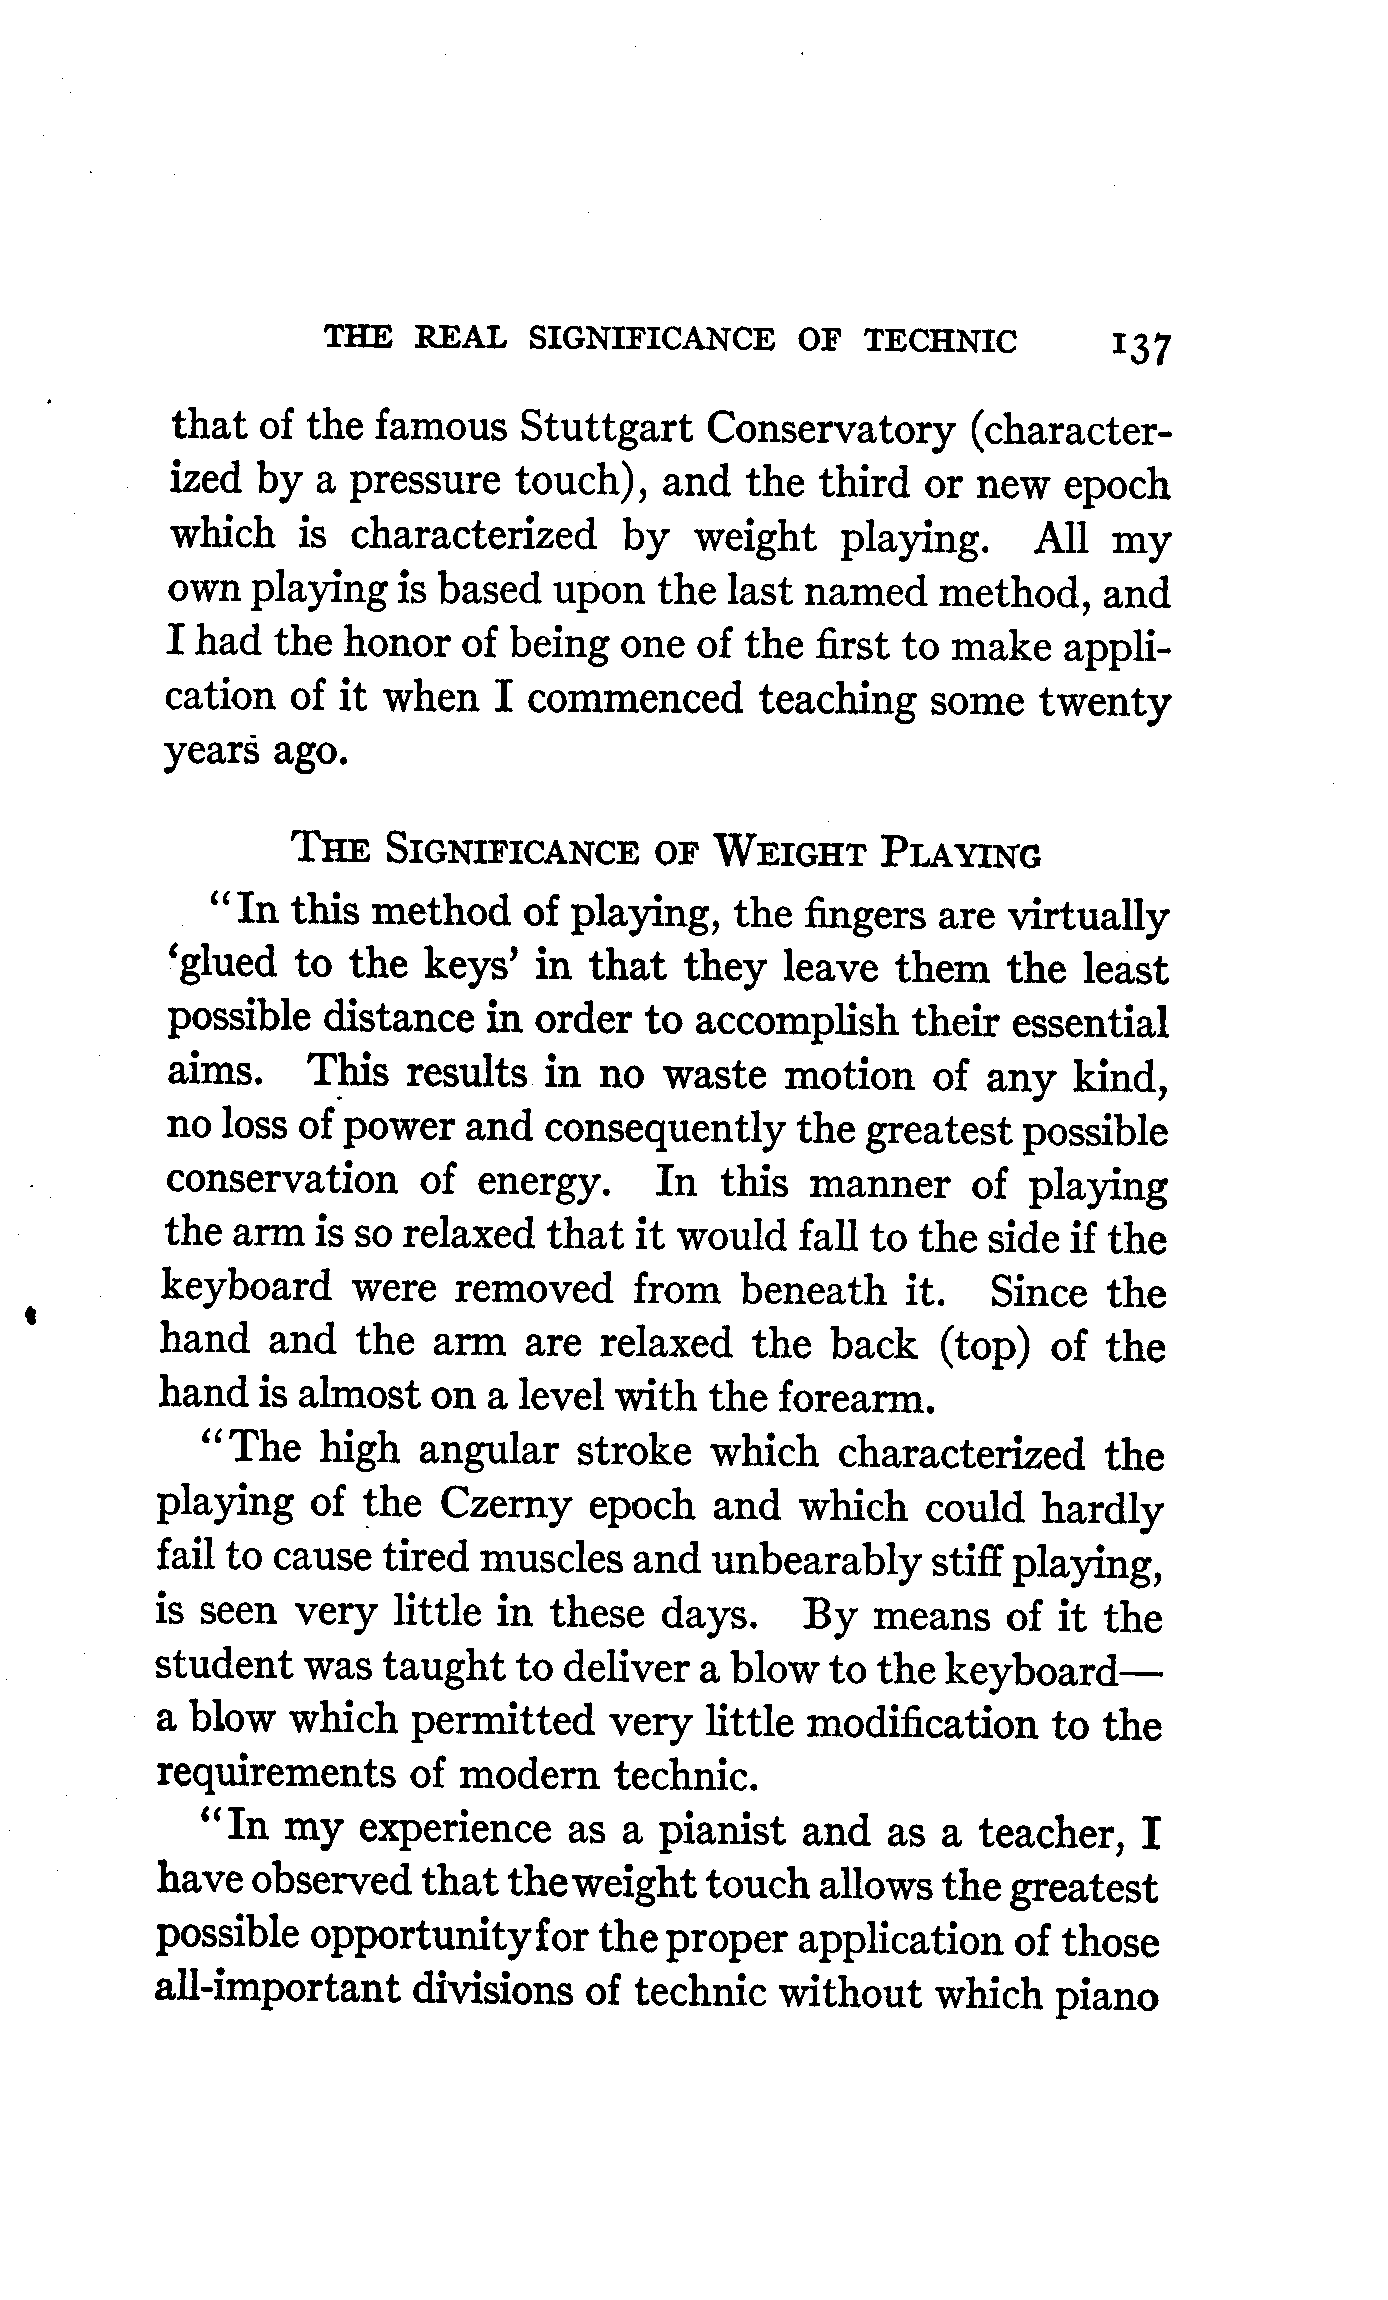 THE REAL SIGNIFICANCE OF TECHNIC 137
that of the famous Stuttgart Conservatory (character-
ized by a pressure touch), and the third or new epoch
which is characterized by weight playing. All my
own playing is based upon the last named method, and
I had the honor of being one of the first to make appli-
cation of it when I commenced teaching some twenty
years ago.
THE SIGNIFICANCE OF WEIGHT PLAYING
"In this method of playing, the fingers are virtually
'glued to the keys' in that they leave them the least
possible distance in order to accomplish their essential
aims. This results in no waste motion of any kind,
no loss of power and consequently the greatest possible
conservation of energy. In this manner of playing
the arm is so relaxed that it would fall to the side if the
keyboard were removed from beneath it. Since the
hand and the arm are relaxed the back (top) of the
hand is almost on a level with the forearm.
"The high angular stroke which characterized the
playing of the Czerny epoch and which could hardly
fail to cause tired muscles and unbearably stiff playing,
is seen very little in these days. By means of it the
student was taught to deliver a blow to the keyboard—
a blow which permitted very little modification to the
requirements of modern technic.
"In my experience as a pianist and as a teacher, I
have observed that the weight touch allows the greatest
possible opportunity for the proper application of those
all-important divisions of technic without which piano